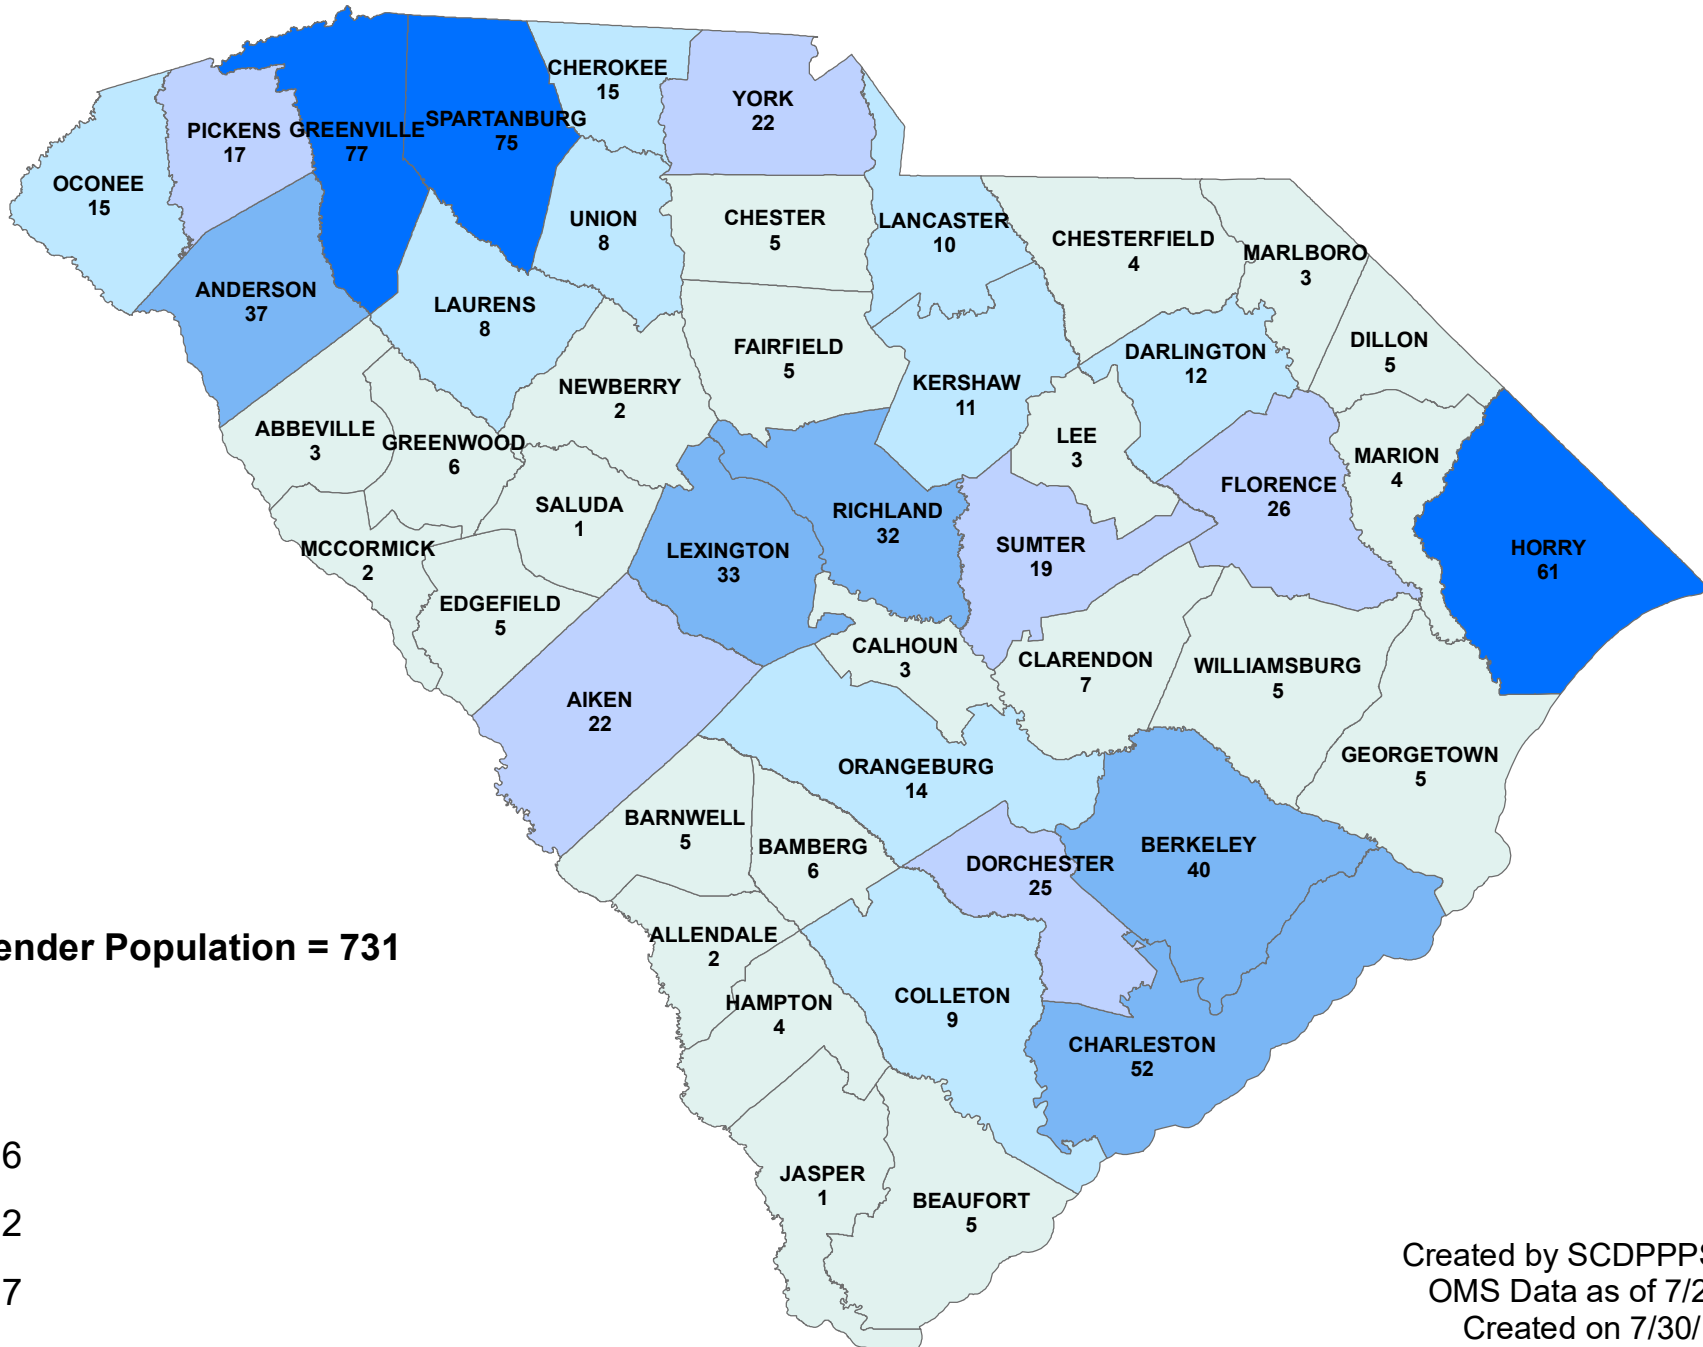 CHEROKEE
15
YORK
22
SPARTANBURG
75
GREENVILLE
77
PICKENS
17
OCONEE
15
UNION
8
CHESTER
5
LANCASTER
10
CHESTERFIELD
4
MARLBORO
3
ANDERSON
37
LAURENS
8
FAIRFIELD
5
DILLON
5
DARLINGTON
12
KERSHAW
11
NEWBERRY
2
ABBEVILLE
3
GREENWOOD
6
LEE
3
MARION
4
FLORENCE
26
SALUDA
1
RICHLAND
32
LEXINGTON
33
SUMTER
19
HORRY
61
MCCORMICK
2
EDGEFIELD
5
CALHOUN
3
CLARENDON
7
WILLIAMSBURG
5
AIKEN
22
ORANGEBURG
14
GEORGETOWN
5
BARNWELL
5
BAMBERG
6
DORCHESTER
25
BERKELEY
40
ALLENDALE
2
ender Population = 731
HAMPTON
4
COLLETON
9
CHARLESTON
52
JASPER
1
BEAUFORT
5
6
2
7
Created by SCDPPPS
OMS Data as of 7/2
Created on 7/30/